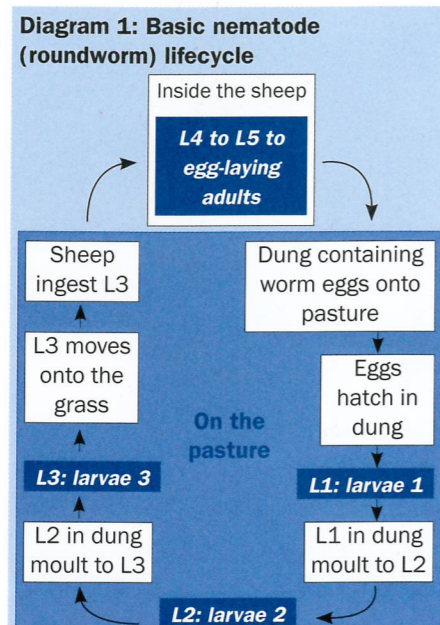 Diagram 1: Basic nematode
(roundworm) lifecycle
Inside the sheep
L4 to L5 to
egg-laying
adults
Dung containing
worm eggs onto
pasture
Eggs
hatch in
dung
L1: larvae 1
L1 in dung
moult to L2
L2: larvae 2
L2 in dung
moult to L3
L3: larvae 3
L3 moves
onto the
grass
Sheep
ingest L3
On the
pasture